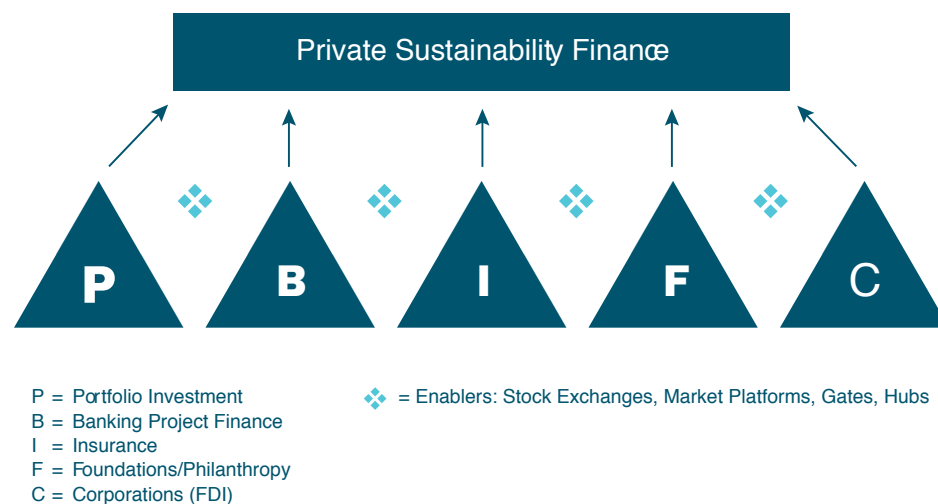 Private Sustainability Finance
P
B
I
F
C
P = Portfolio Investment
B = Banking Project Finance
I = Insurance
F = Foundations/Philanthropy
C = Corporations (FDI)
= Enablers: Stock Exchanges, Market Platforms, Gates, Hubs